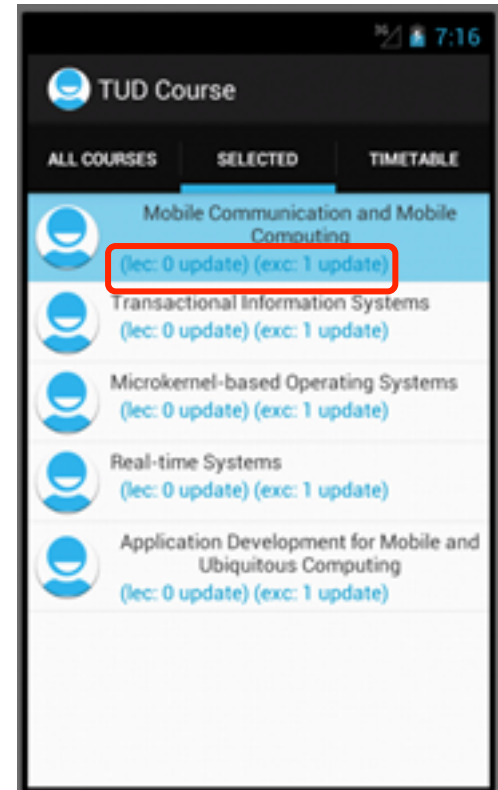 3G 7:16
TUD Course
ALL COURSES SELECTED TIMETABLE
Mobile Communication and Mobile
Computing
(lec: 0 update) (exc: 1 update)
Transactional Information Systems
(lec: 0 update) (exc: 1 update)
Microkernel-based Operating Systems
(lec: 0 update) (exc: 1 update)
Real-time Systems
(lec: 0 update) (exc: 1 update)
Application Development for Mobile and
Ubiquitous Computing
(lec: 0 update) (exc: 1 update)